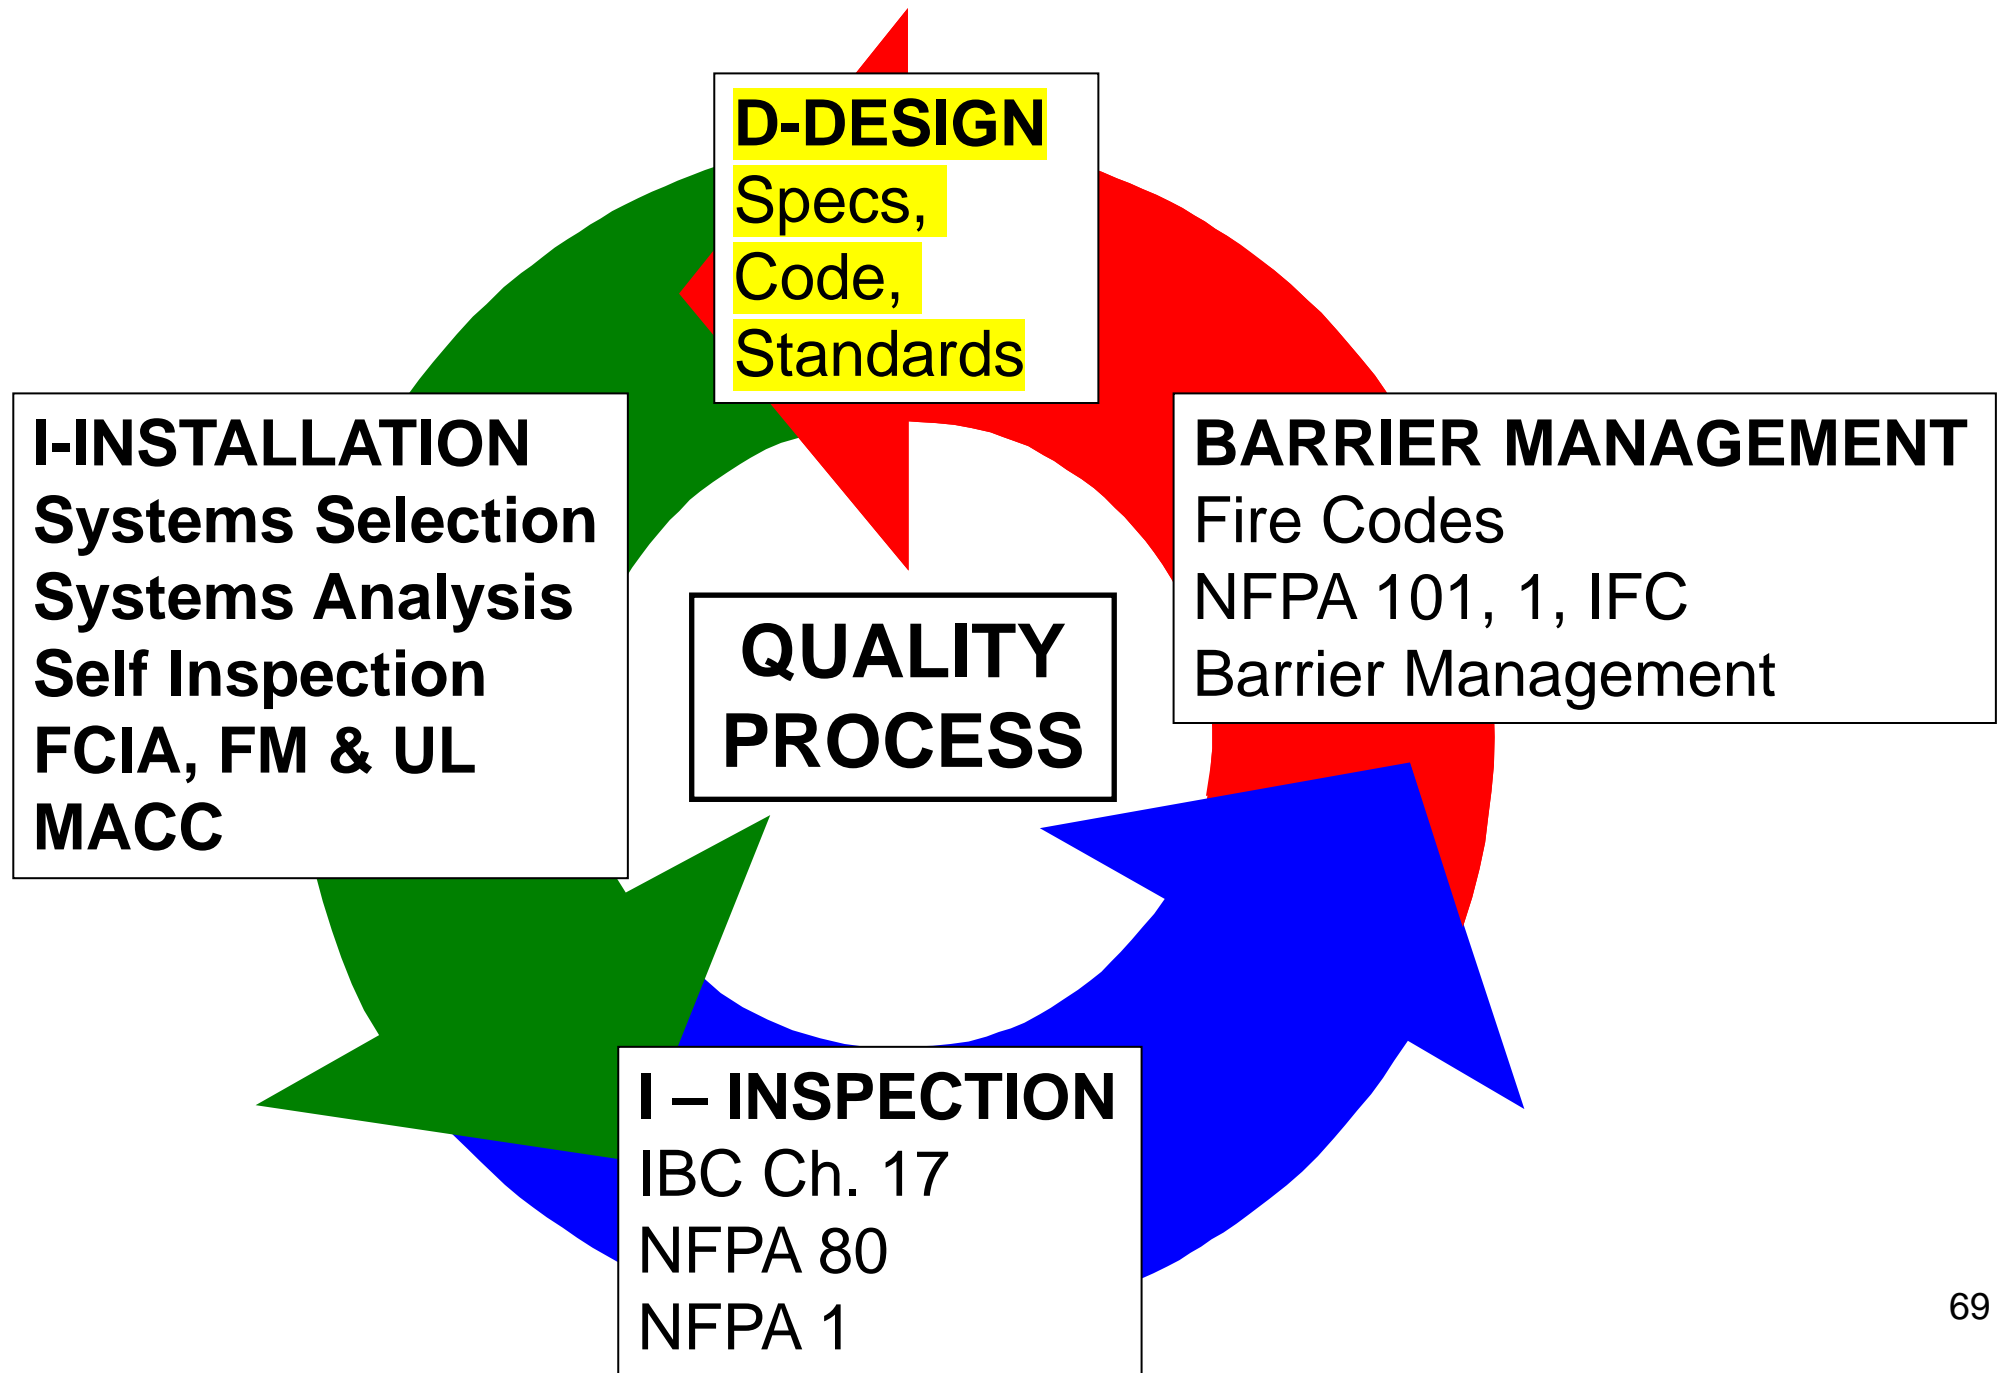 D-DESIGN
Specs,
Code,
Standards
I-INSTALLATION
Systems Selection
Systems Analysis
Self Inspection
FCIA, FM & UL
MACC
QUALITY
PROCESS
BARRIER MANAGEMENT
Fire Codes
NFPA 101, 1, IFC
Barrier Management
I – INSPECTION
IBC Ch. 17
NFPA 80
NFPA 1
69